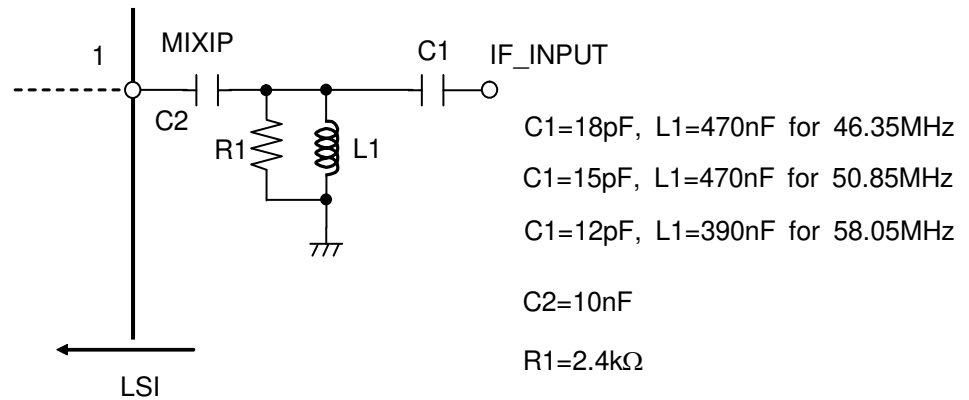 1
MIXIP
C1
IF_INPUT
C2
R1
L1
C1=18pF, L1=470nF for 46.35MHz
C1=15pF, L1=470nF for 50.85MHz
C1=12pF, L1=390nF for 58.05MHz
C2=10nF
R1=2.4kΩ
LSI